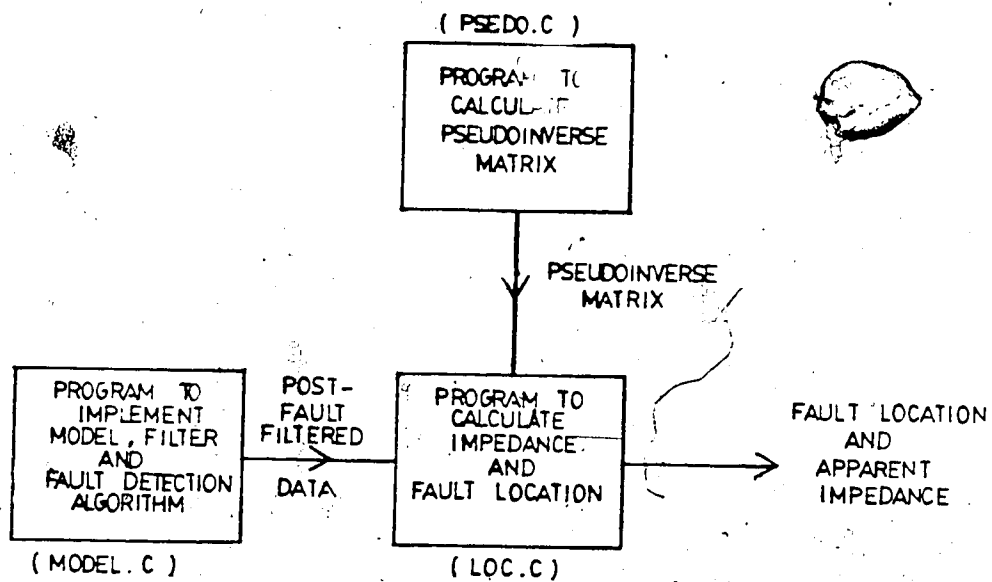 ( PSEDO.C )
PROGRAM TO
CALCULATE
PSEUDOINVERSE
MATRIX
PSEUDOINVERSE
MATRIX
PROGRAM TO
IMPLEMENT
MODEL, FILTER
AND
FAULT DETECTION
ALGORITHM
( MODEL.C )
POST-
FAULT
FILTERED
DATA
PROGRAM TO
CALCULATE
IMPEDANCE
AND
FAULT LOCATION
( LOC.C )
FAULT LOCATION
AND
APPARENT
IMPEDANCE